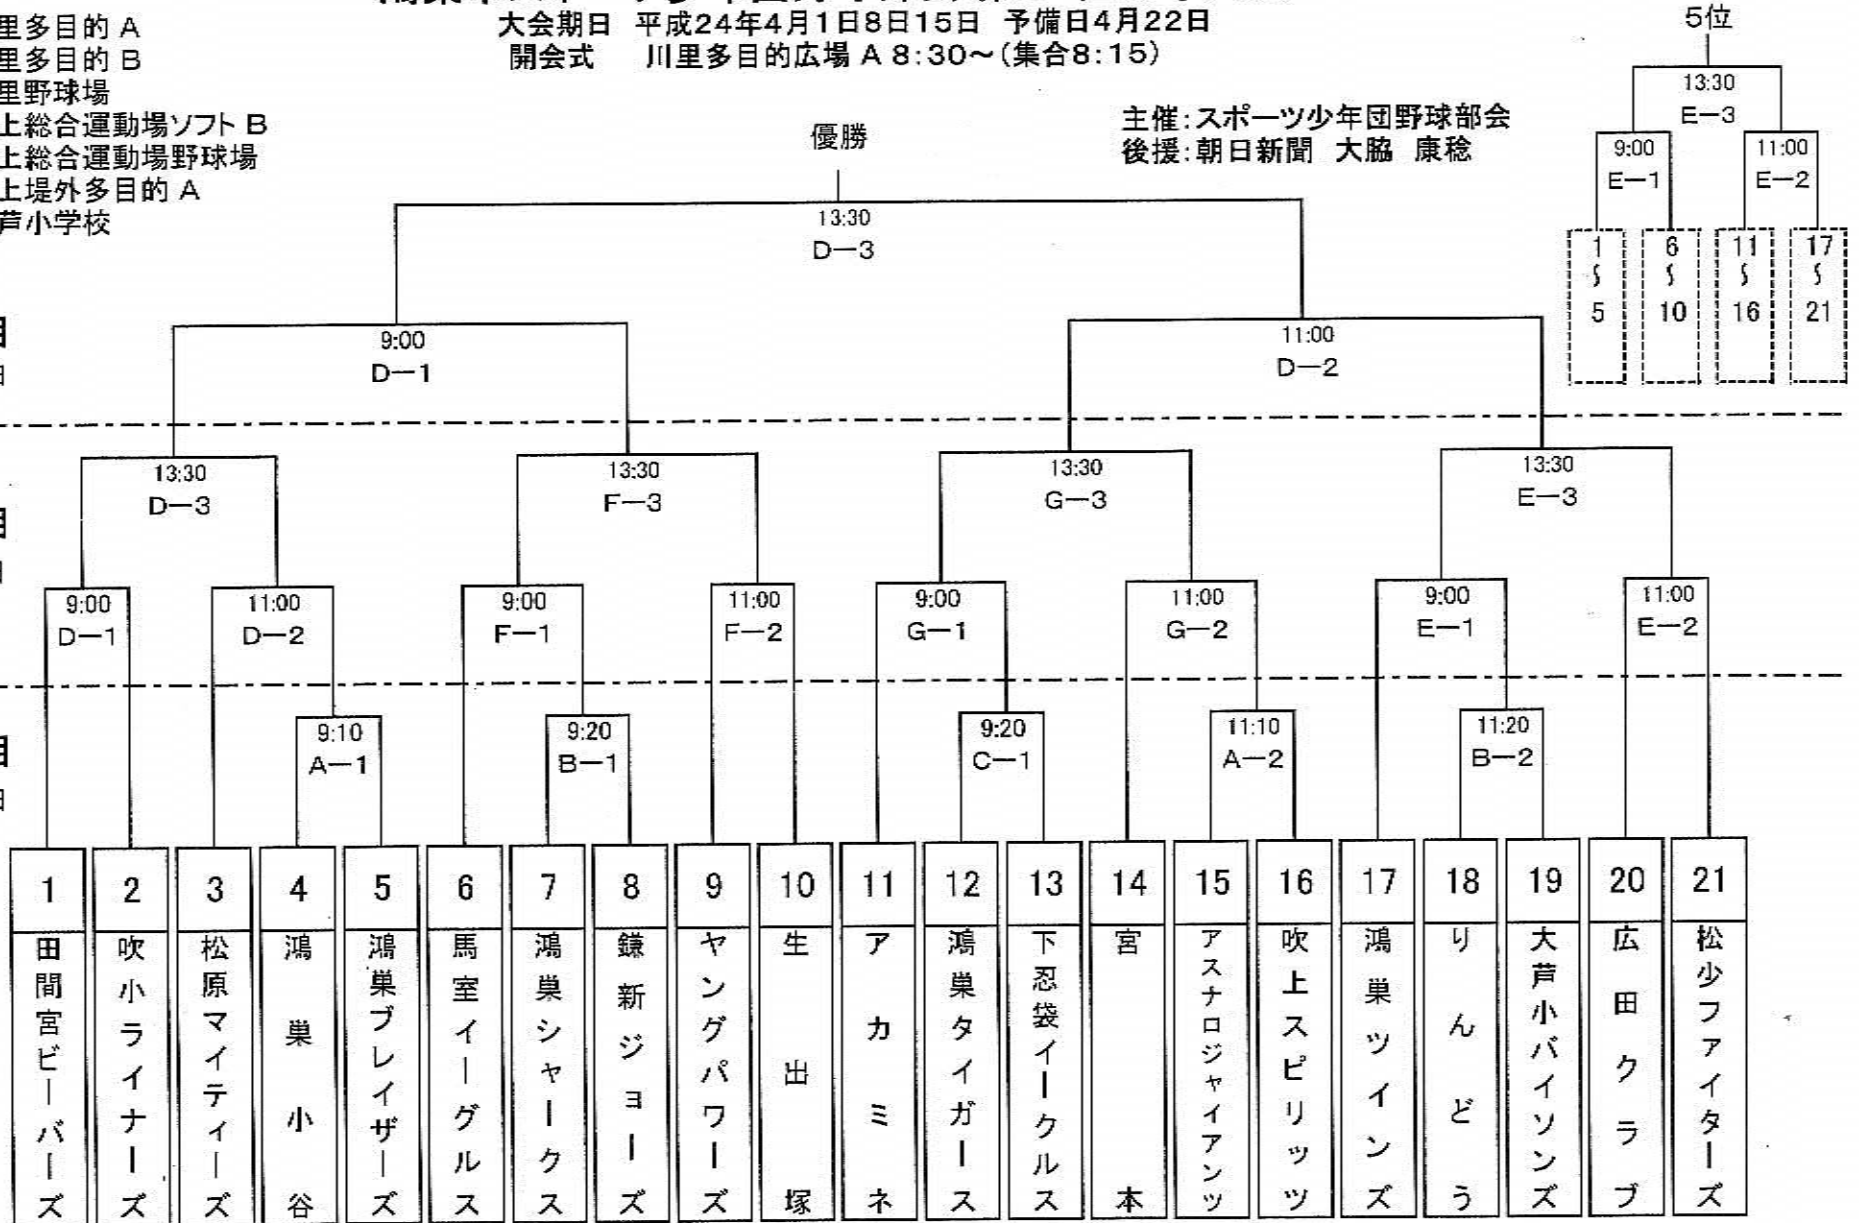 大会期日 平成24年4月1日8日15日 予備日4月22日
開会式 川里多目的広場 A 8:30～(集合8:15)
里多目的 A
里多目的 B
里野球場
上総合運動場ソフト B
上総合運動場野球場
上堤外多目的 A
芦小学校
主催:スポーツ少年団野球部会
後援:朝日新聞 大脇 康稔
5位
13:30
E－3
9:00
E－1
11:00
E－2
1
〜
5
6
〜
10
11
〜
16
17
〜
21
優勝
13:30
D－3
9:00
D－1
11:00
D－2
13:30
D－3
13:30
F－3
13:30
G－3
13:30
E－3
9:00
D－1
11:00
D－2
9:00
F－1
11:00
F－2
9:00
G－1
11:00
G－2
9:00
E－1
11:00
E－2
9:10
A－1
9:20
B－1
9:20
C－1
11:10
A－2
11:20
B－2
1
田間宮ビーバーズ
2
吹小ライナーズ
3
松原マイティーズ
4
鴻巣小谷
5
鴻巣ブレイザーズ
6
馬室イーグルス
7
鴻巣シャークス
8
鎌新ジョーズ
9
ヤングパワーズ
10
生出塚
11
アカミネ
12
鴻巣タイガース
13
下忍袋イークルス
14
宮本
15
アスナロジャイアンツ
16
吹上スピリッツ
17
鴻巣ツインズ
18
りんどう
19
大芦小バイソンズ
20
広田クラブ
21
松少ファイターズ